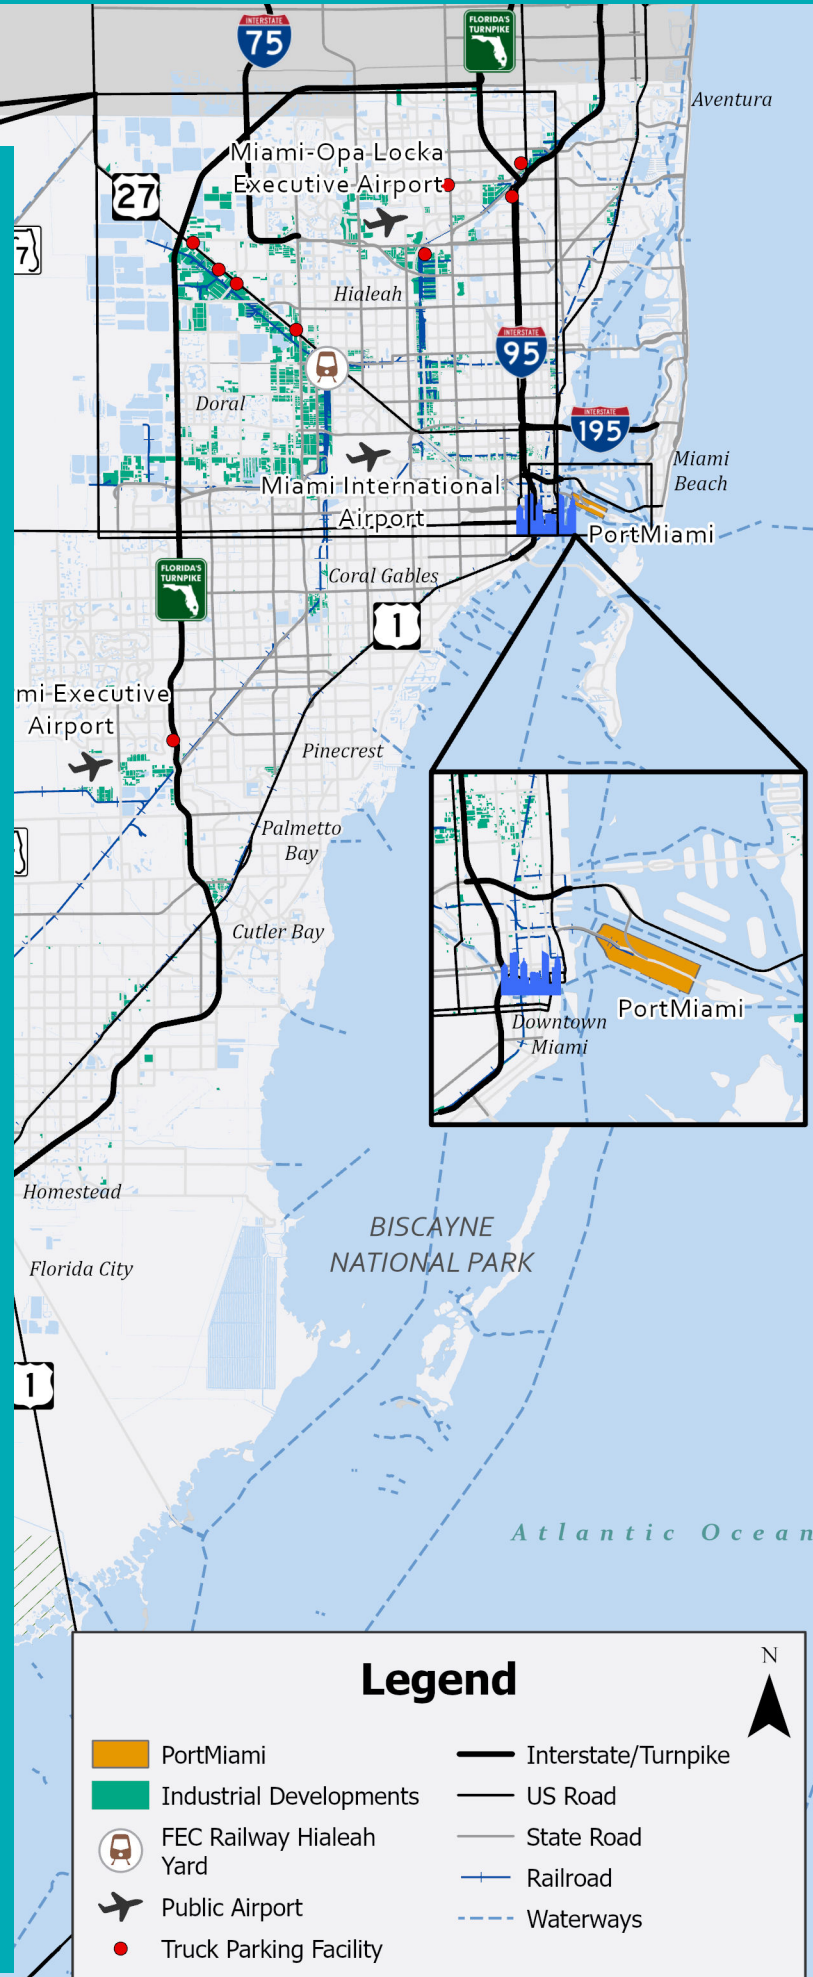 INTERSTATE
75
FLORIDA'S
TURNPIKE
Aventura
Miami-Opa Locka
Executive Airport
27
7
Hialeah
INTERSTATE
95
Doral
INTERSTATE
195
Miami
Beach
Miami International
Airport
PortMiami
FLORIDA'S
TURNPIKE
Coral Gables
1
mi Executive
Airport
Pinecrest
Palmetto
Bay
Cutler Bay
PortMiami
Downtown
Miami
Homestead
BISCAYNE
NATIONAL PARK
Florida City
1
Atlantic Ocean
Legend
N
PortMiami
Industrial Developments
FEC Railway Hialeah
Yard
Public Airport
Truck Parking Facility
Interstate/Turnpike
US Road
State Road
Railroad
Waterways